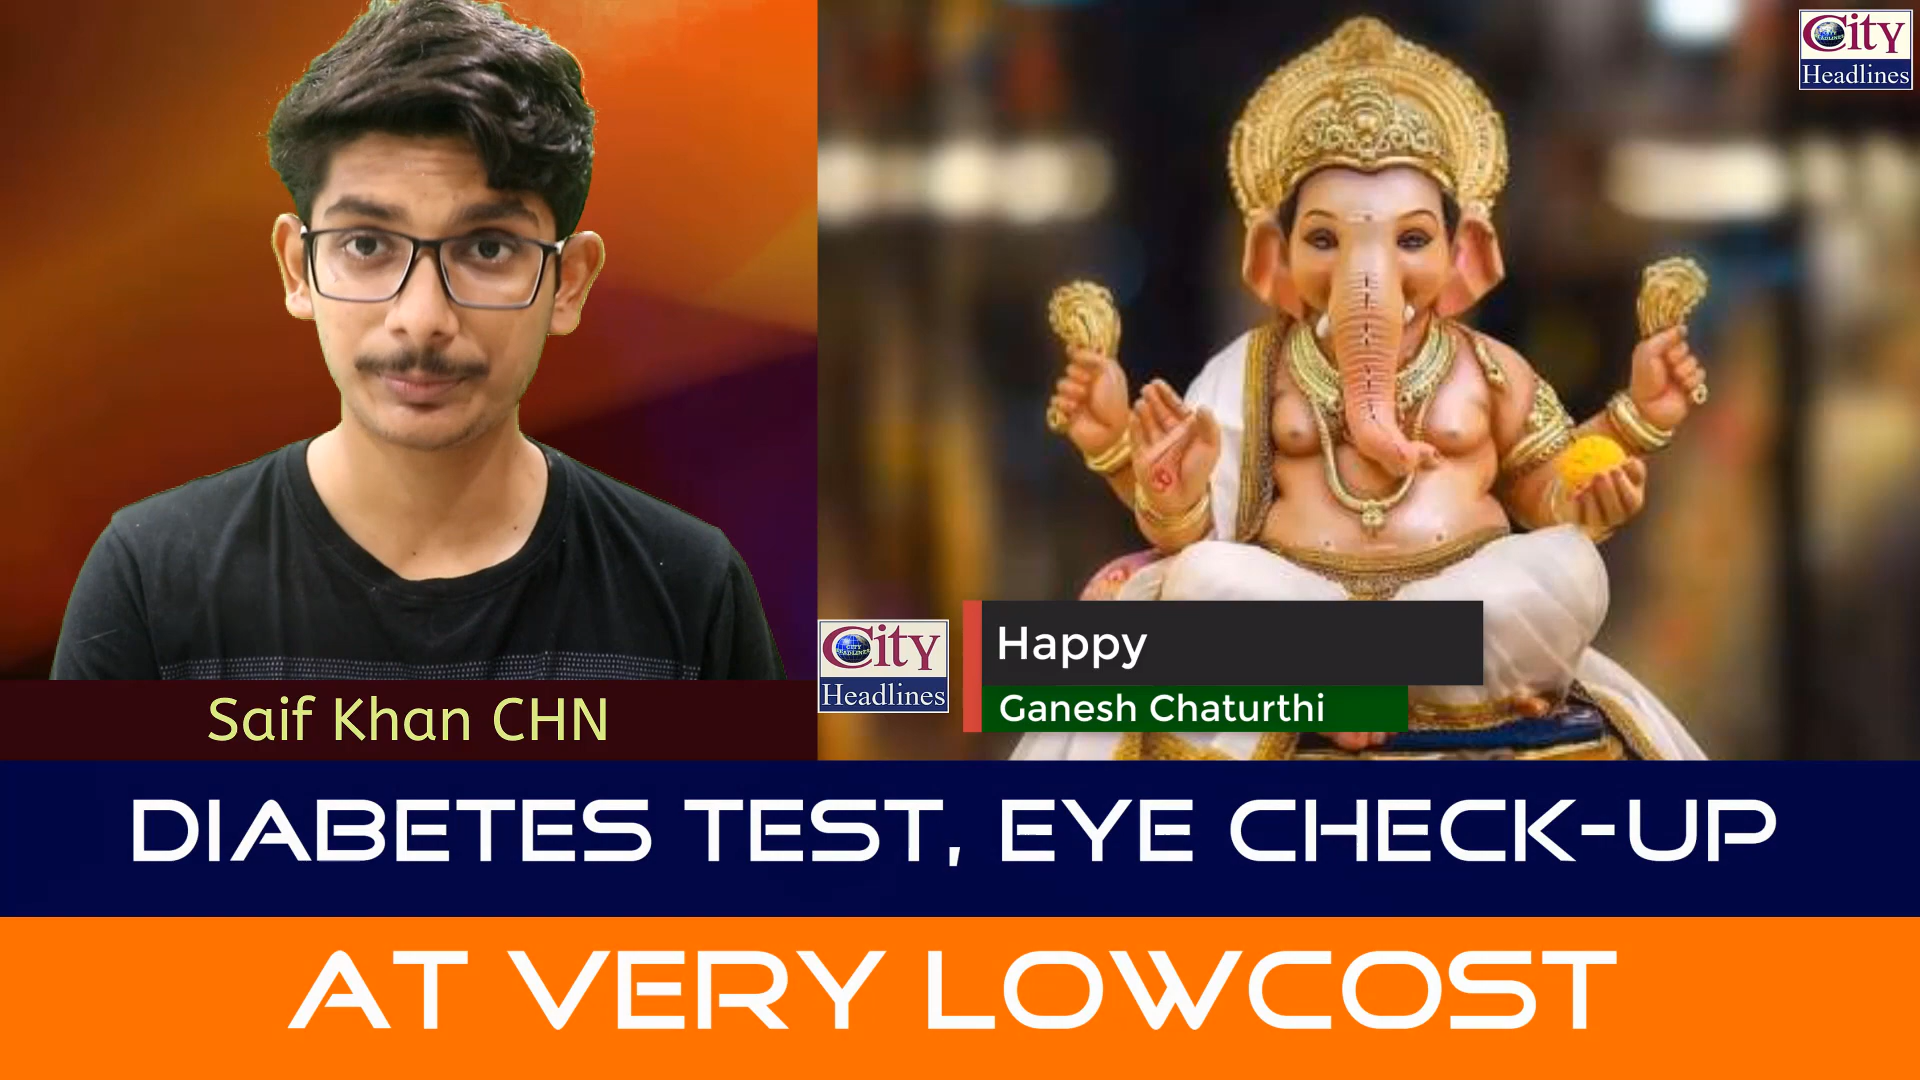 City
Headlines
City
Headlines
Happy
Ganesh Chaturthi
Saif Khan CHN
DIABETES TEST, EYE CHECK-UP
AT VERY LOWCOST